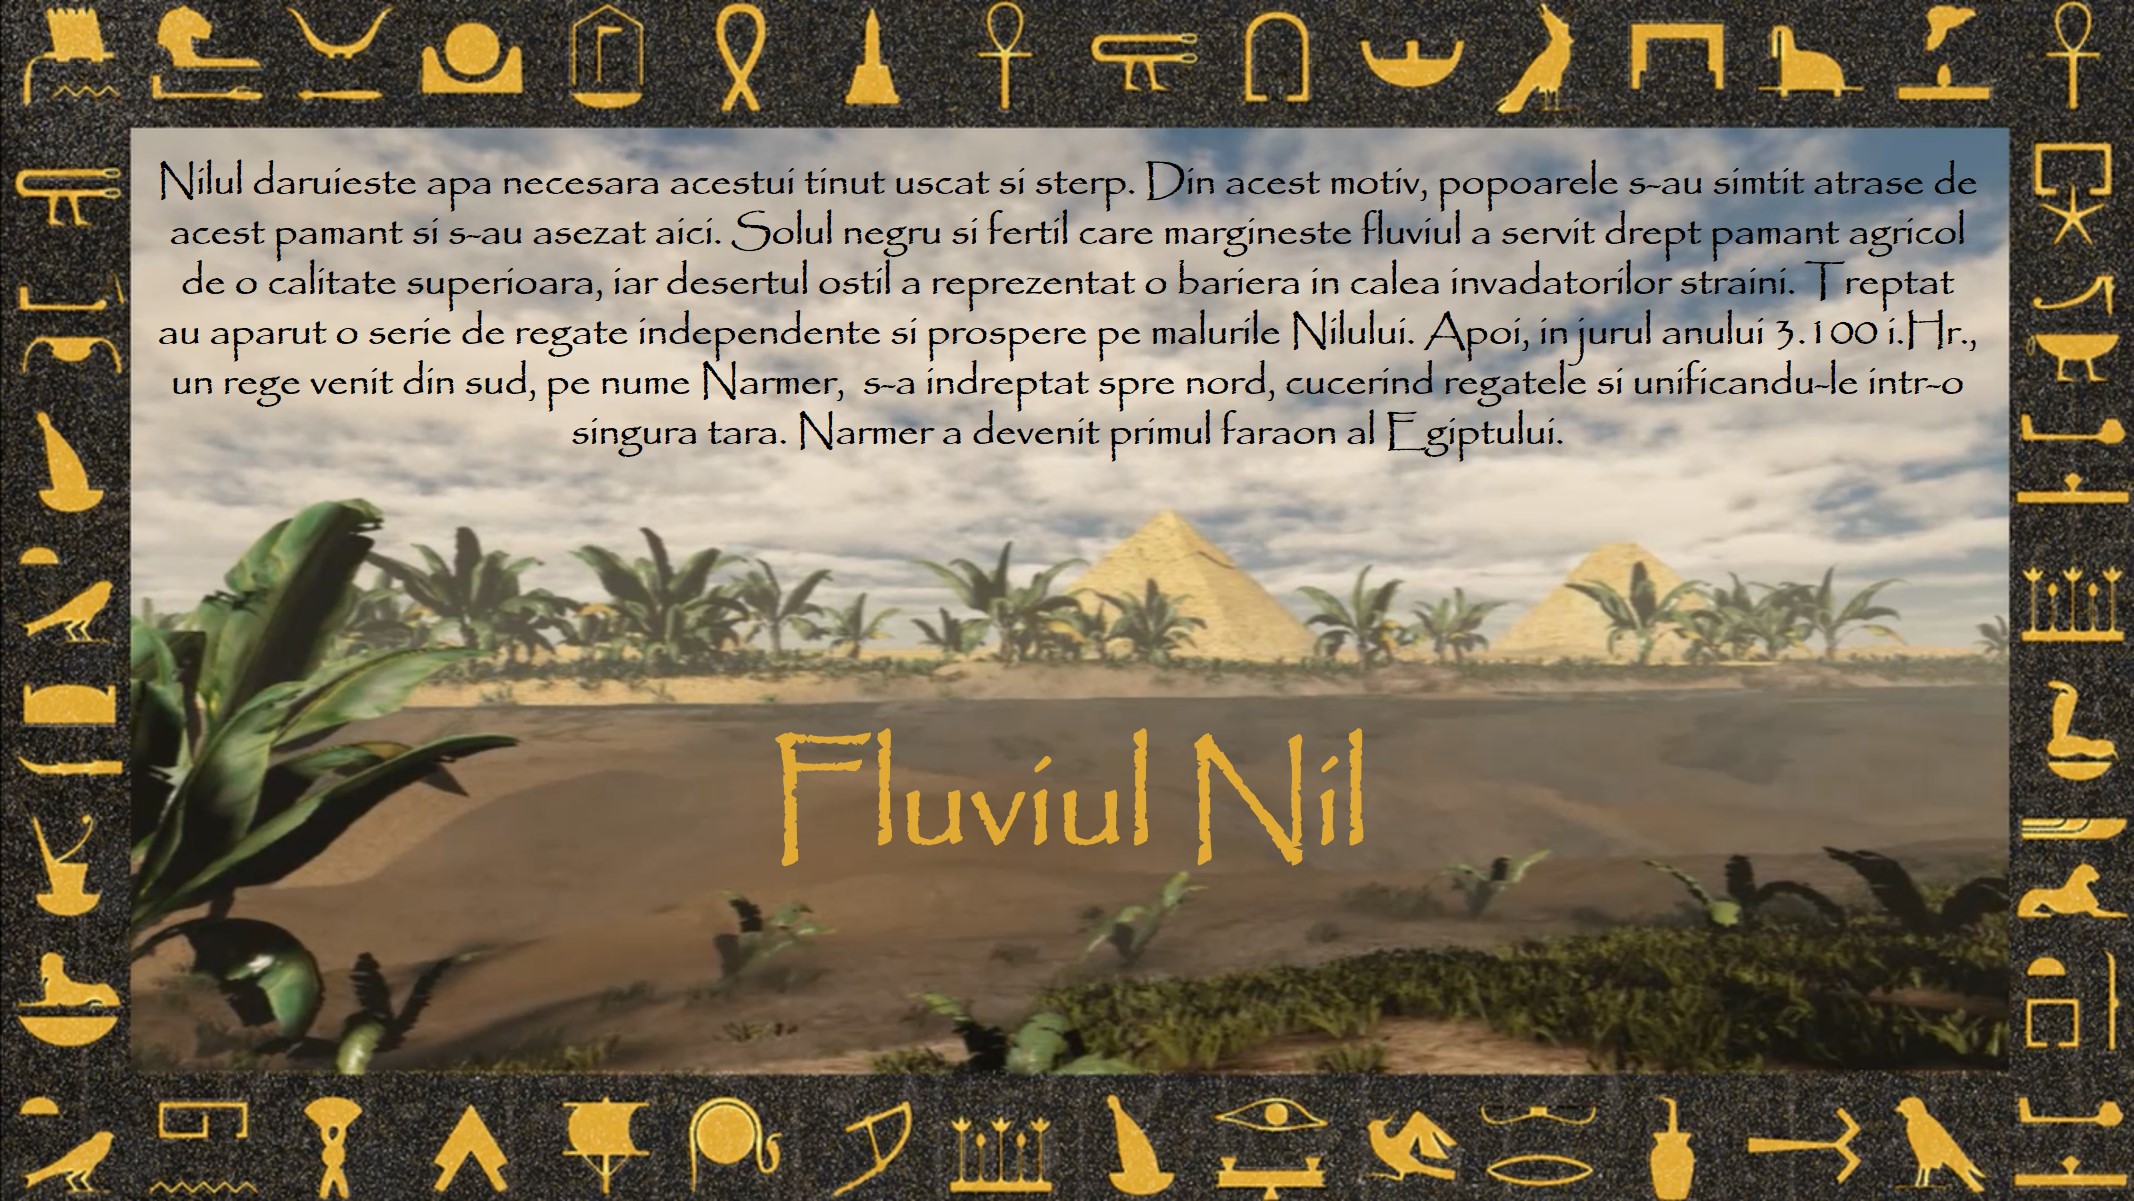 Nilul daruieste apa necesara acestui tinut uscat si sterp. Din acest motiv, popoarele s-au simtit atrase de
acest pamant si s-au asezat aici. Solul negru si fertil care margineste fluviul a servit drept pamant agricol
de o calitate superioara, iar desertul ostil a reprezentat o bariera in calea invadatorilor straini. Treptat
au aparut o serie de regate independente si prospere pe malurile Nilului. Apoi, in jurul anului 3.100 i.Hr.,
un rege venit din sud, pe nume Narmer, s-a indreptat spre nord, cucerind regatele si unificandu-le intr-o
singura tara. Narmer a devenit primul faraon al Egiptului.
Fluviul Nil